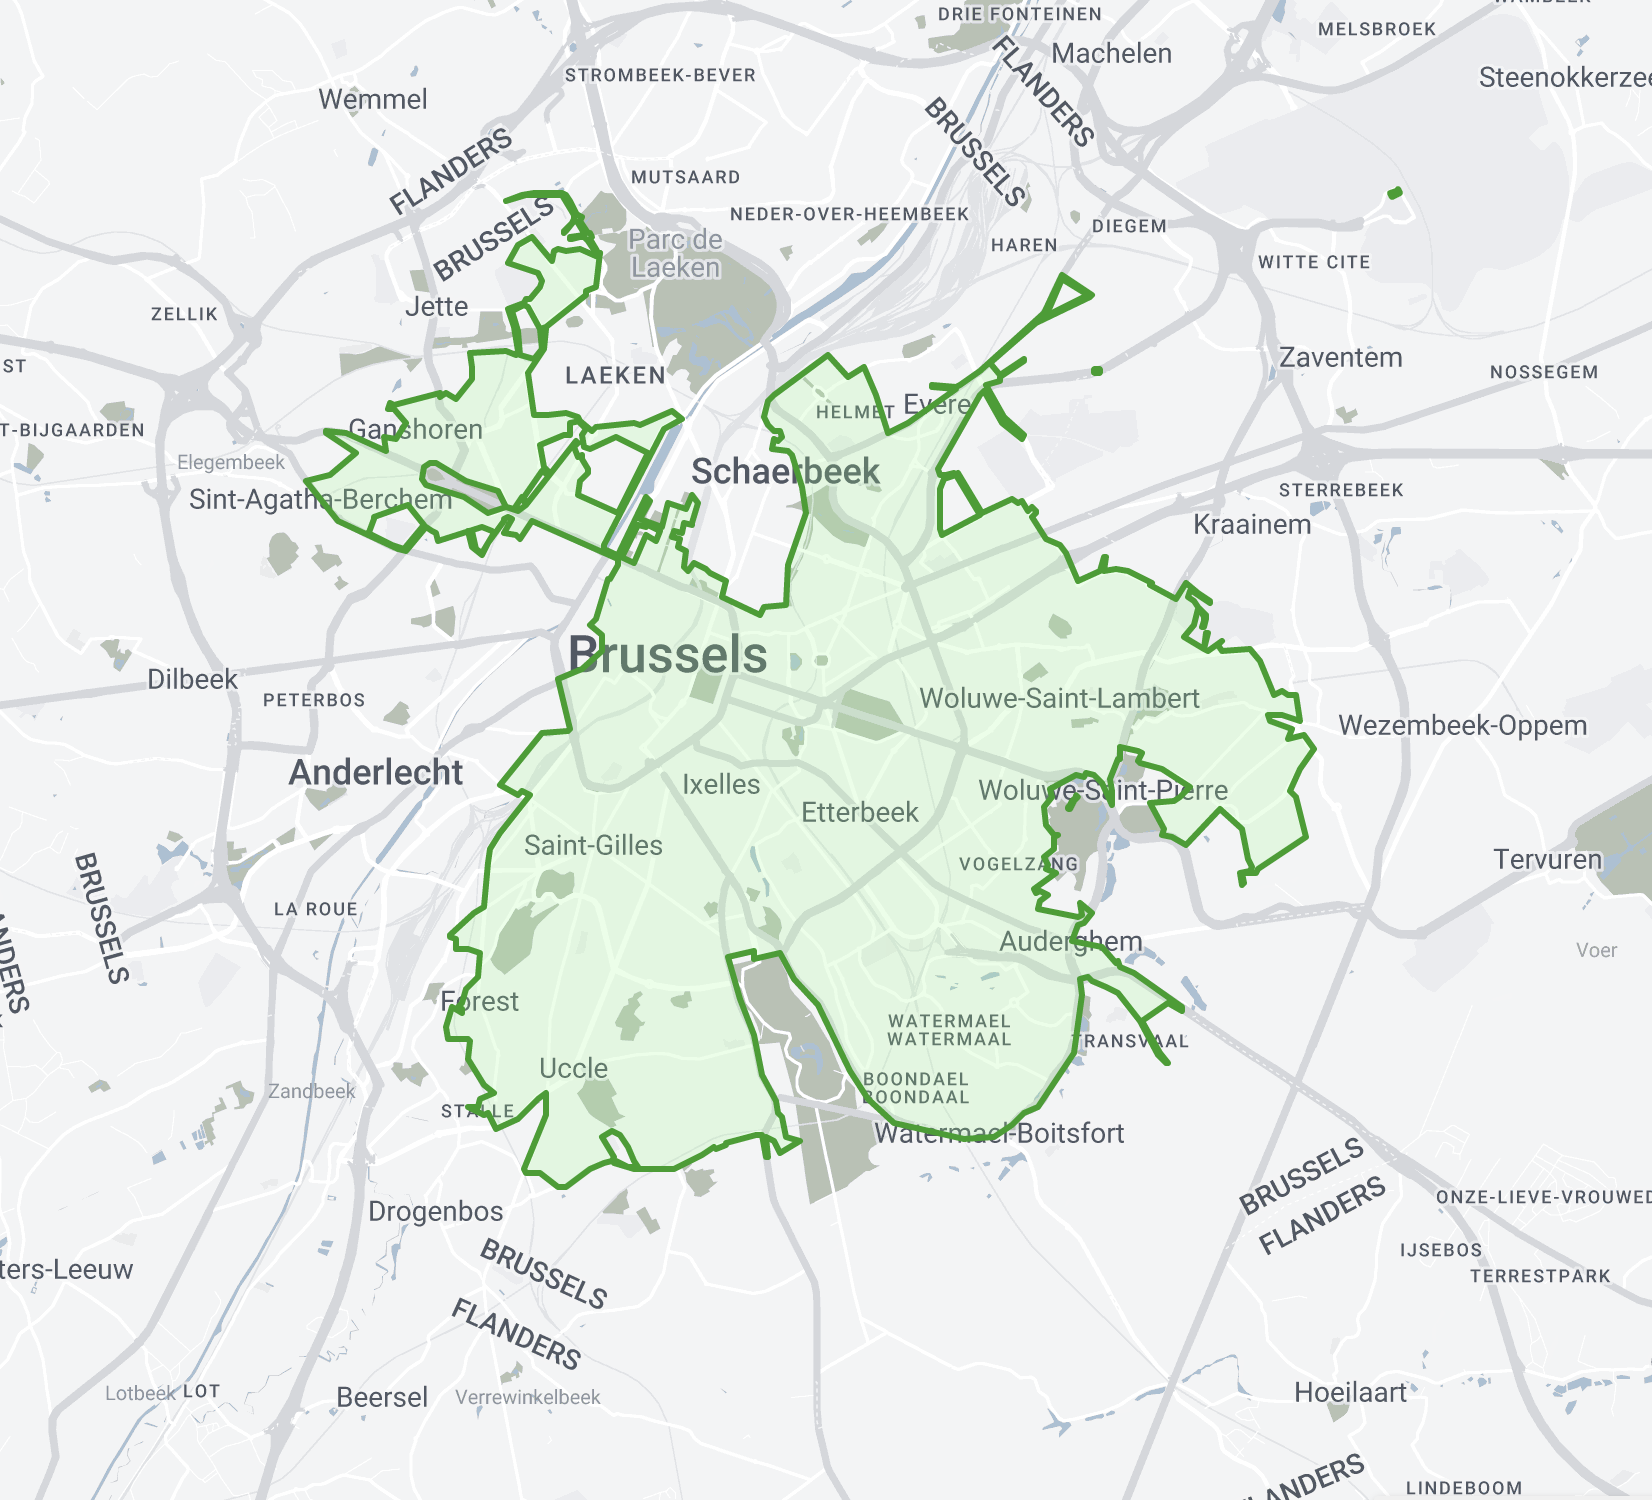 DRIE FONTEINEN
MELSBROEK
Machelen
STROMBEEK-BEVER
Steenokkerzee
Wemmel
FLANDERS
BRUSSELS
FLANDERS
BRUSSELS
MUTSAARD
NEDER-OVER-HEEMBEEK
DIEGEM
HAREN
Parc de
Laeken
WITTE CITE
Jette
ZELLIK
Zaventem
ST
LAEKEN
NOSSEGEM
HELMET
Evere
T-BIJGAARDEN
Ganshoren
Elegembeek
Schaerbeek
Sint-Agatha-Berchem
STERREBEEK
Kraainem
Brussels
Dilbeek
PETERBOS
Woluwe-Saint-Lambert
Wezembeek-Oppem
Anderlecht
Ixelles
Woluwe-Saint-Pierre
Etterbeek
Saint-Gilles
VOGELZANG
Tervuren
BRUSSELS
LA ROUE
Auderghem
Voer
ANDERS
Forest
WATERMAEL
WATERMAAL
TRANSVAAL
Uccle
BOONDAEL
BOONDAAL
Zandbeek
STALLE
Watermael-Boitsfort
BRUSSELS
FLANDERS
ONZE-LIEVE-VROUWED
Drogenbos
BRUSSELS
FLANDERS
IJSEBOS
TERRESTPARK
ters-Leeuw
Lotbeek
LOT
Beersel
Verrewinkelbeek
Hoeilaart
LANDERS
LINDEBOOM